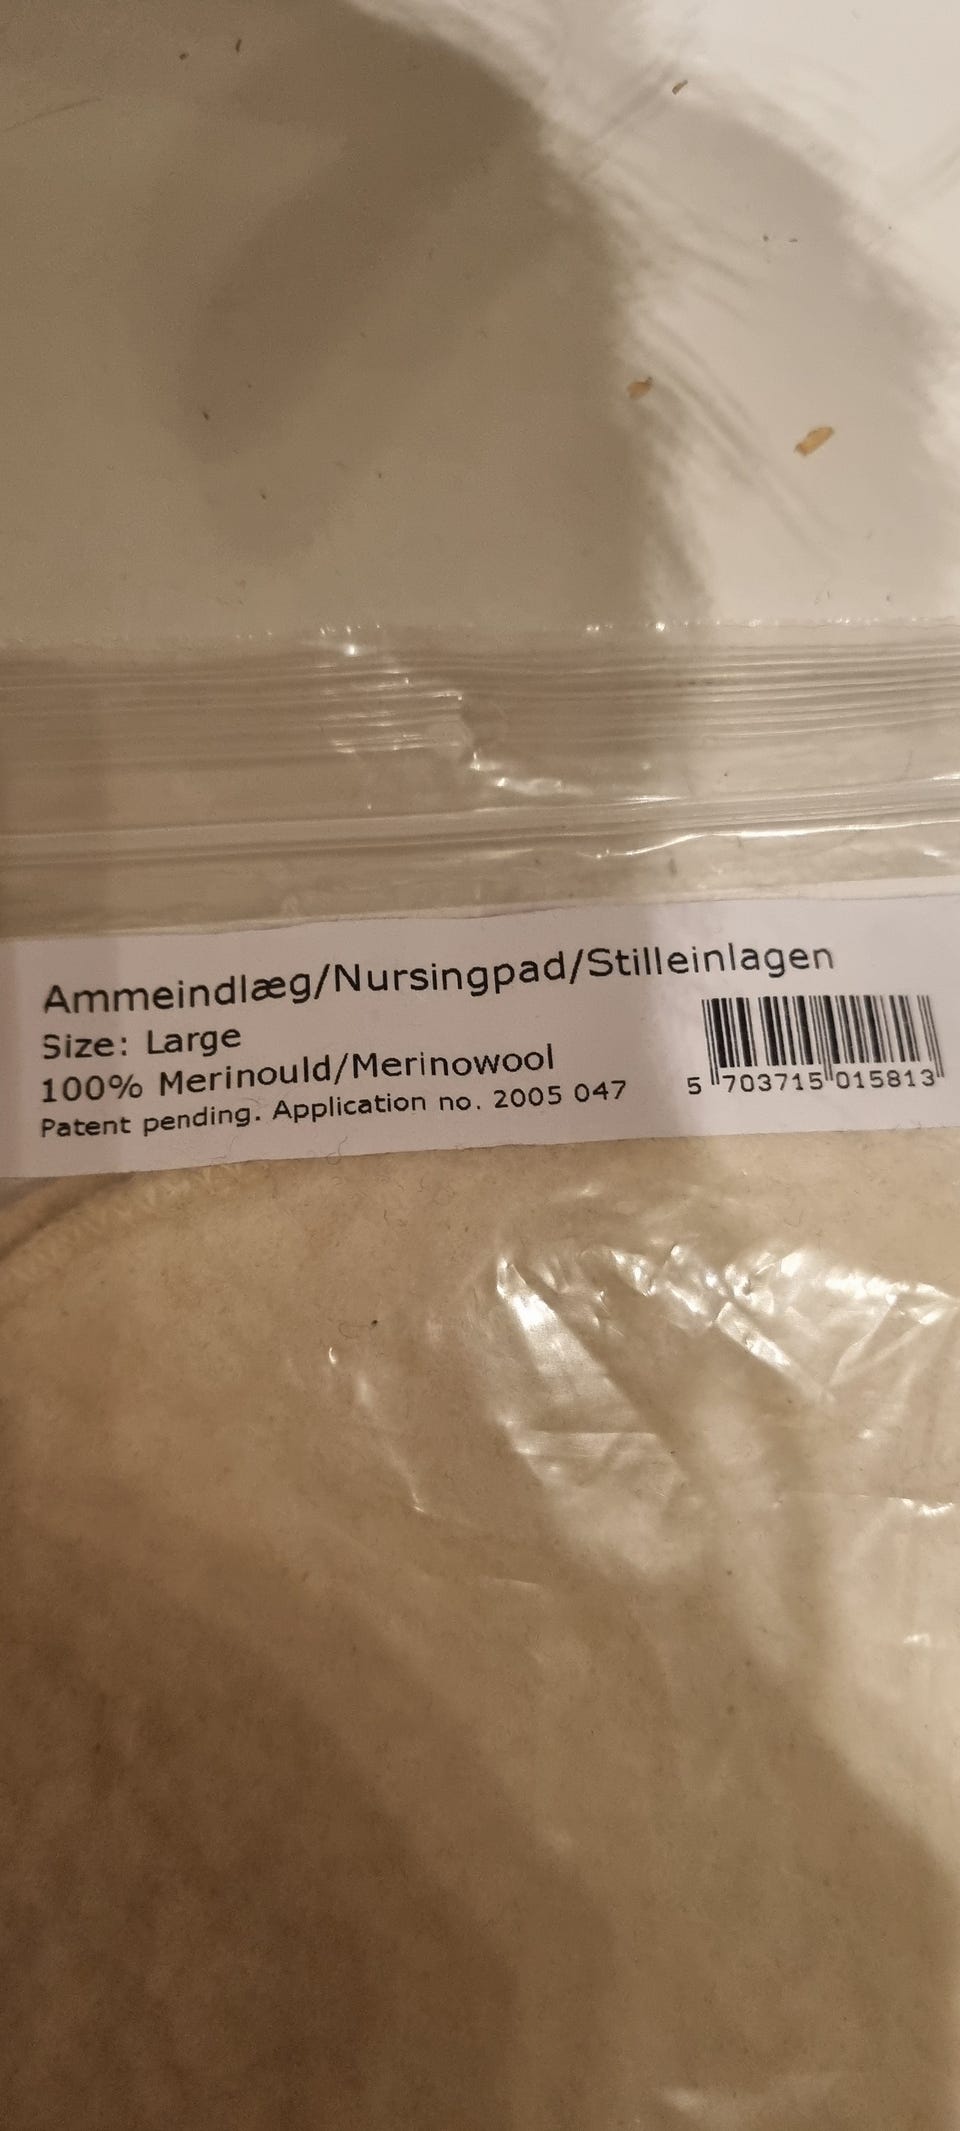 Ammeindlæg/Nursingpad/Stilleinlagen
Size: Large
100% Merinould/Merinowool
Patent pending. Application no. 2005 047
5 703715 015813